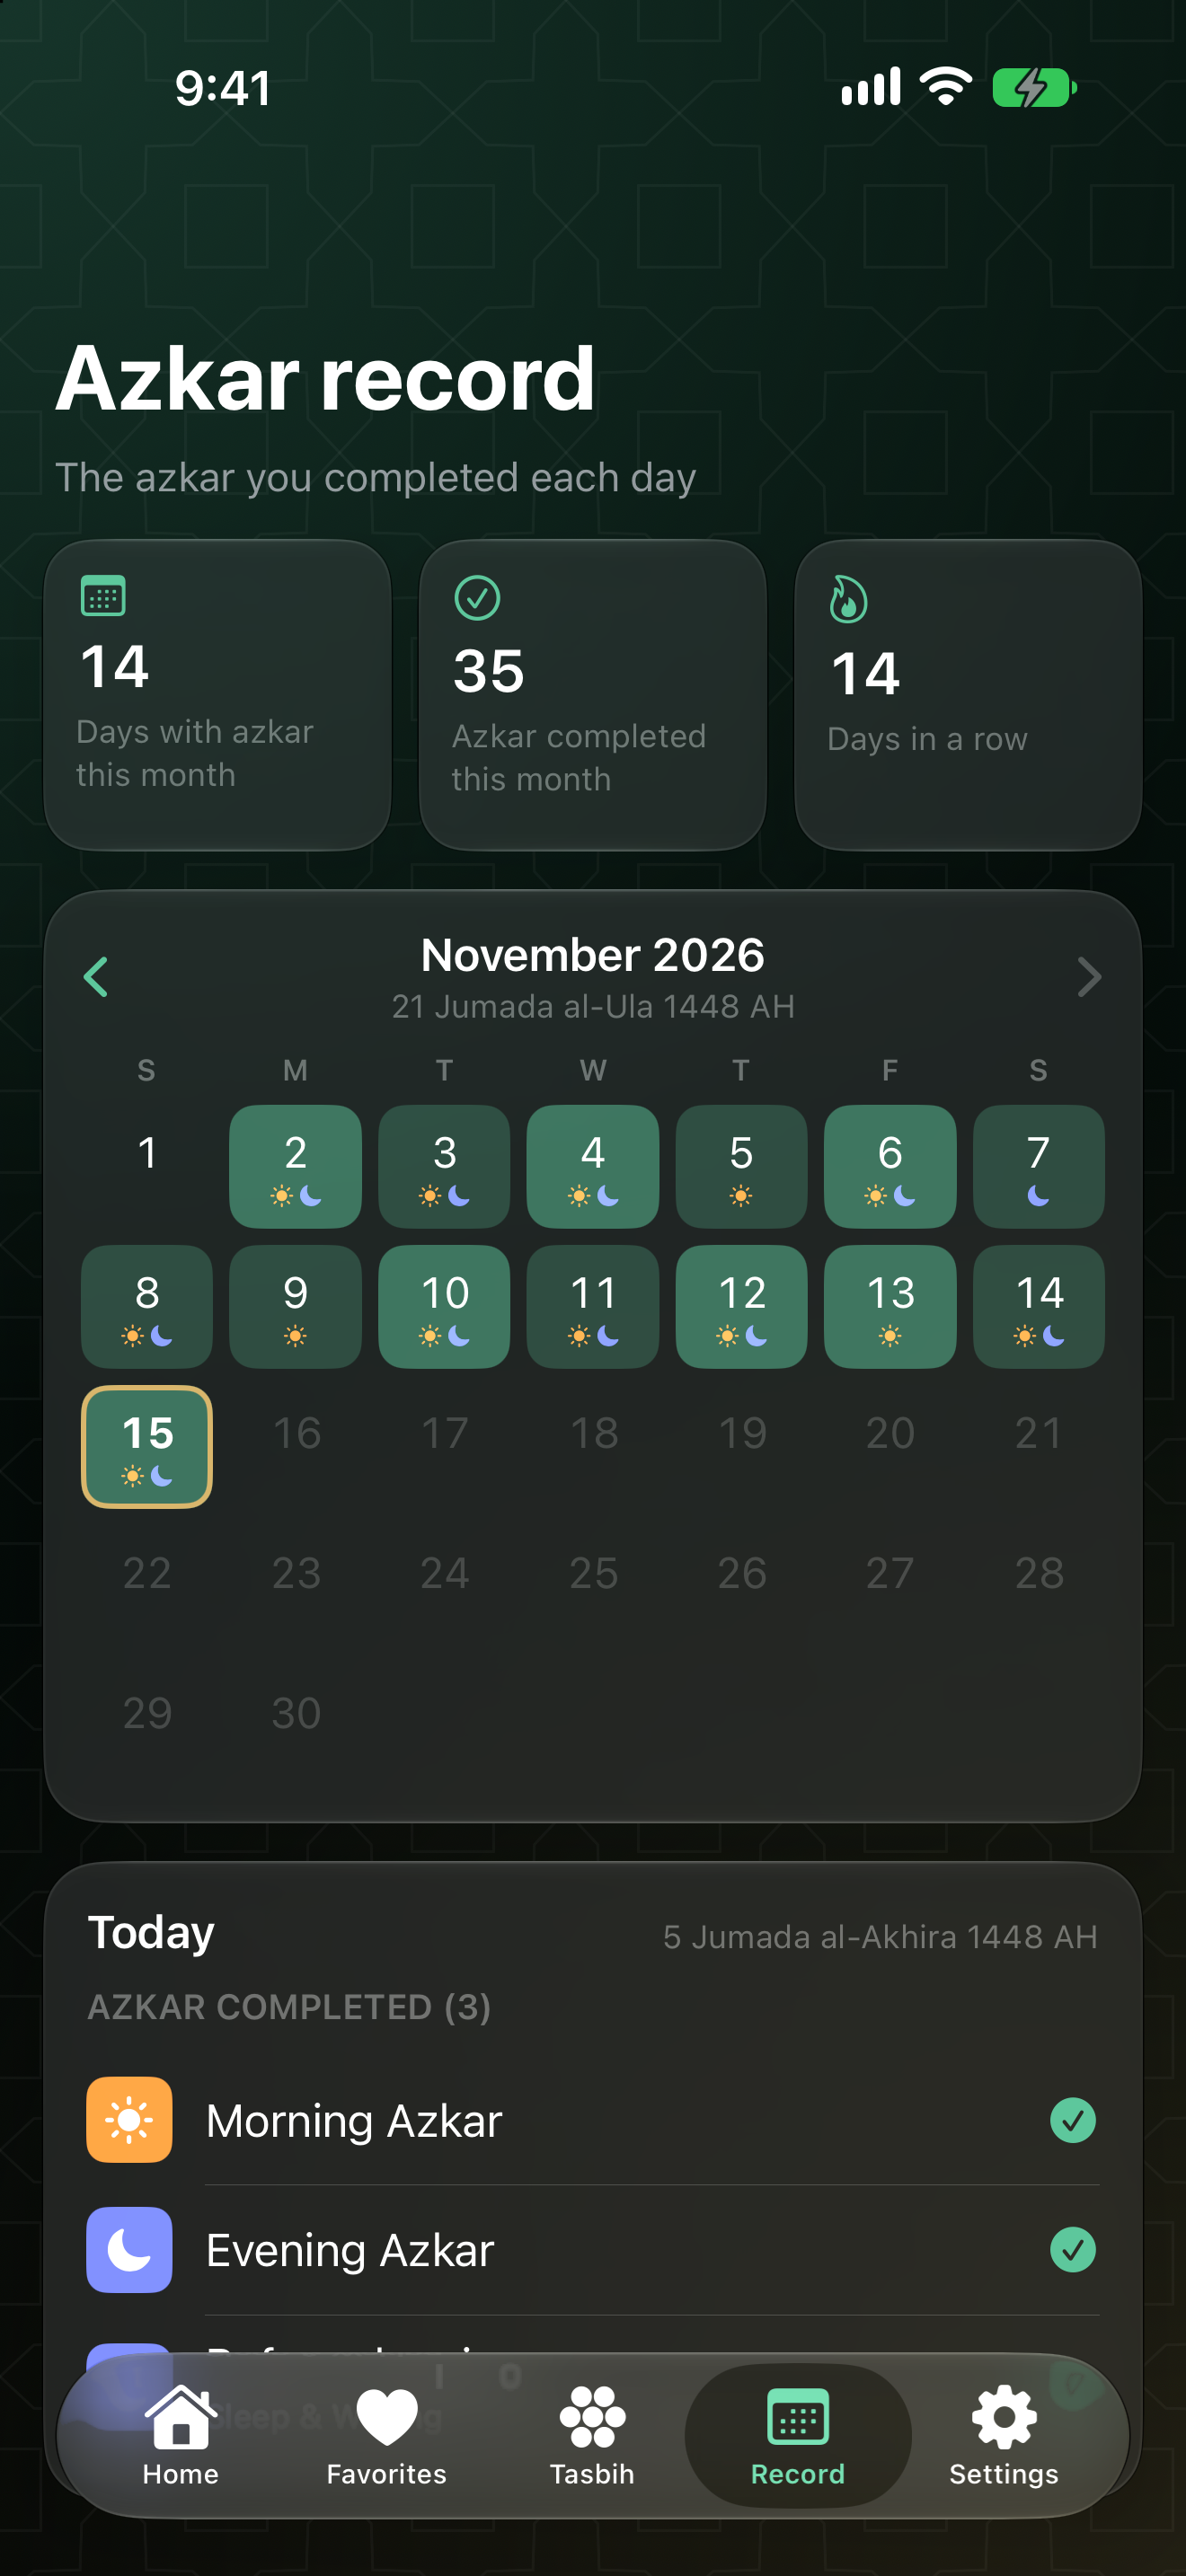 9:41
Azkar record
The azkar you completed each day
14
Days with azkar
this month
35
Azkar completed
this month
14
Days in a row
November 2026
21 Jumada al-Ula 1448 AH
S M T W T F S
1 2 3 4 5 6 7
8 9 10 11 12 13 14
15 16 17 18 19 20 21
22 23 24 25 26 27 28
29 30
Today
5 Jumada al-Akhira 1448 AH
AZKAR COMPLETED (3)
Morning Azkar
Evening Azkar
Sleep & Waking
Home Favorites Tasbih Record Settings